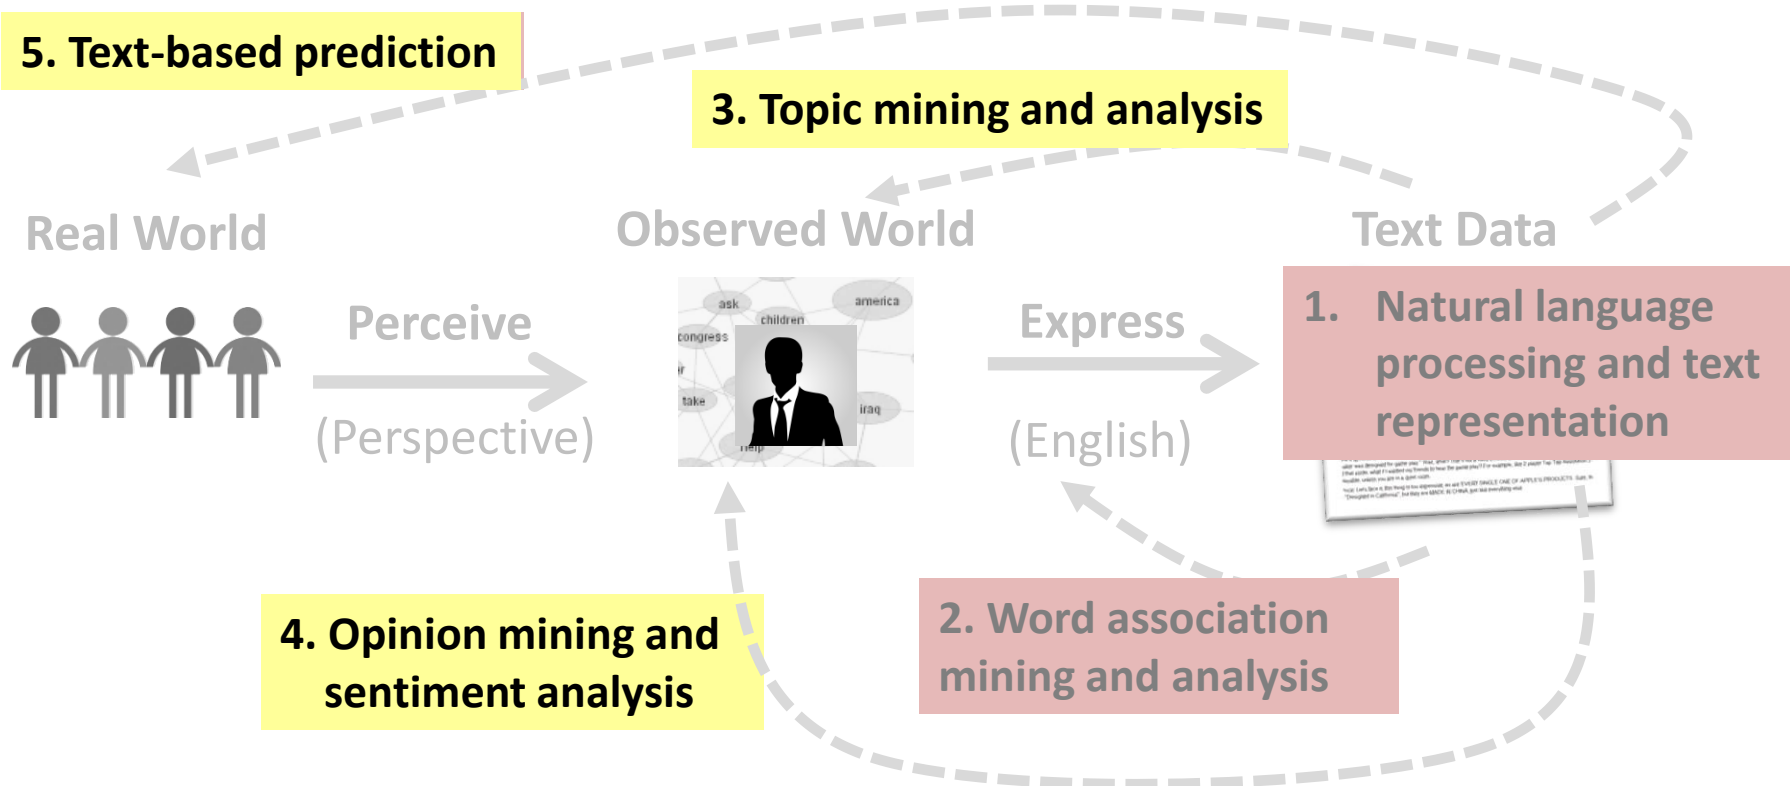 5. Text-based prediction
3. Topic mining and analysis
Real World
Observed World
Text Data
Perceive
(Perspective)
ask
america
children
congress
take
iraq
Help
Express
(English)
1. Natural language
processing and text
representation
4. Opinion mining and
sentiment analysis
2. Word association
mining and analysis